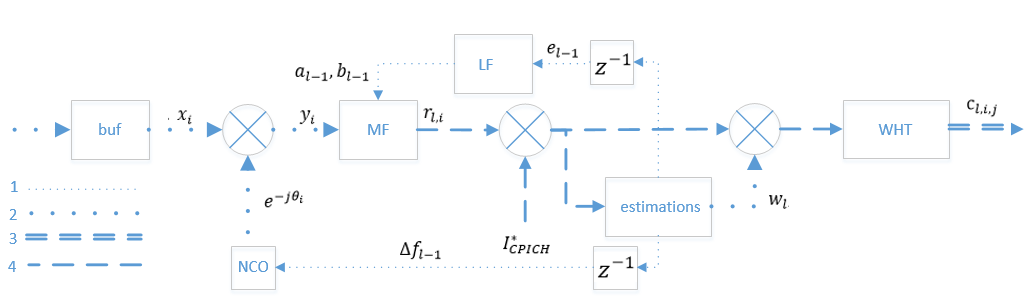 LF
e_{l−1}
z^{−1}
a_{l−1}, b_{l−1}
buf
x_i
y_i
MF
r_{l,i}
WHT
c_{l,i,j}
1
2
3
4
e^{−jθ_i}
estimations
w_l
I^*_{CPICH}
Δf_{l−1}
NCO
z^{−1}